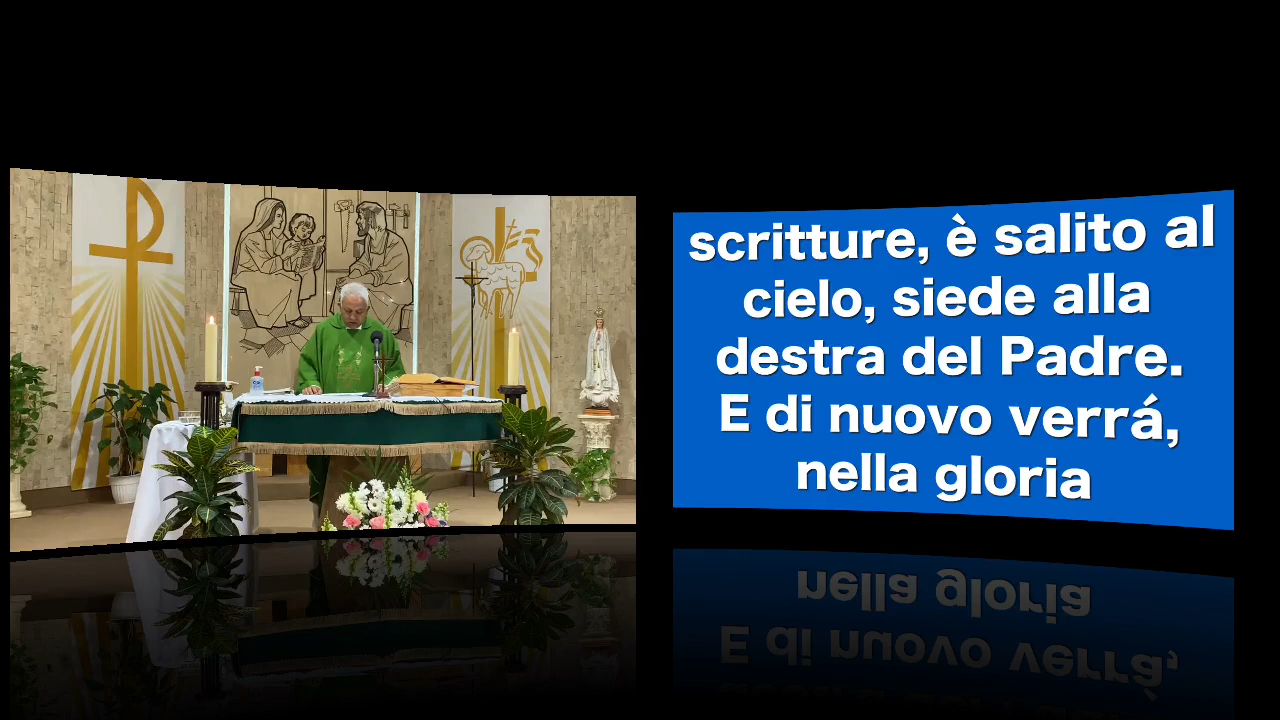 scritture, è salito al
cielo, siede alla
destra del Padre.
E di nuovo verrá,
nella gloria